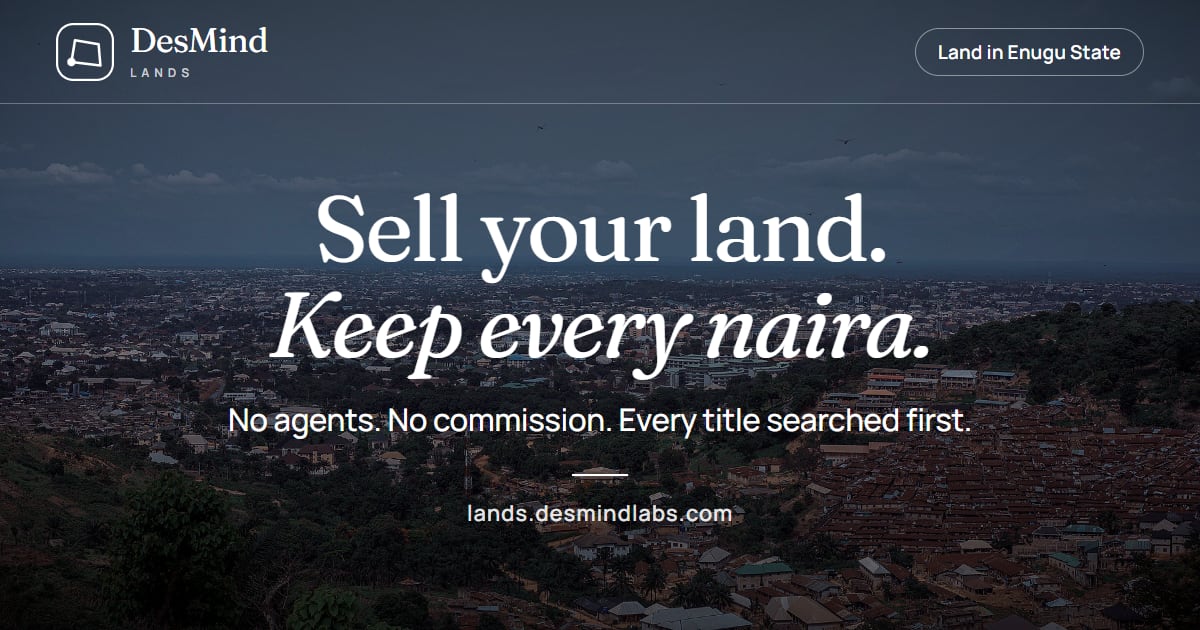 DesMind
LANDS
Land in Enugu State
Sell your land.
Keep every naira.
No agents. No commission. Every title searched first.
lands.desmindlabs.com